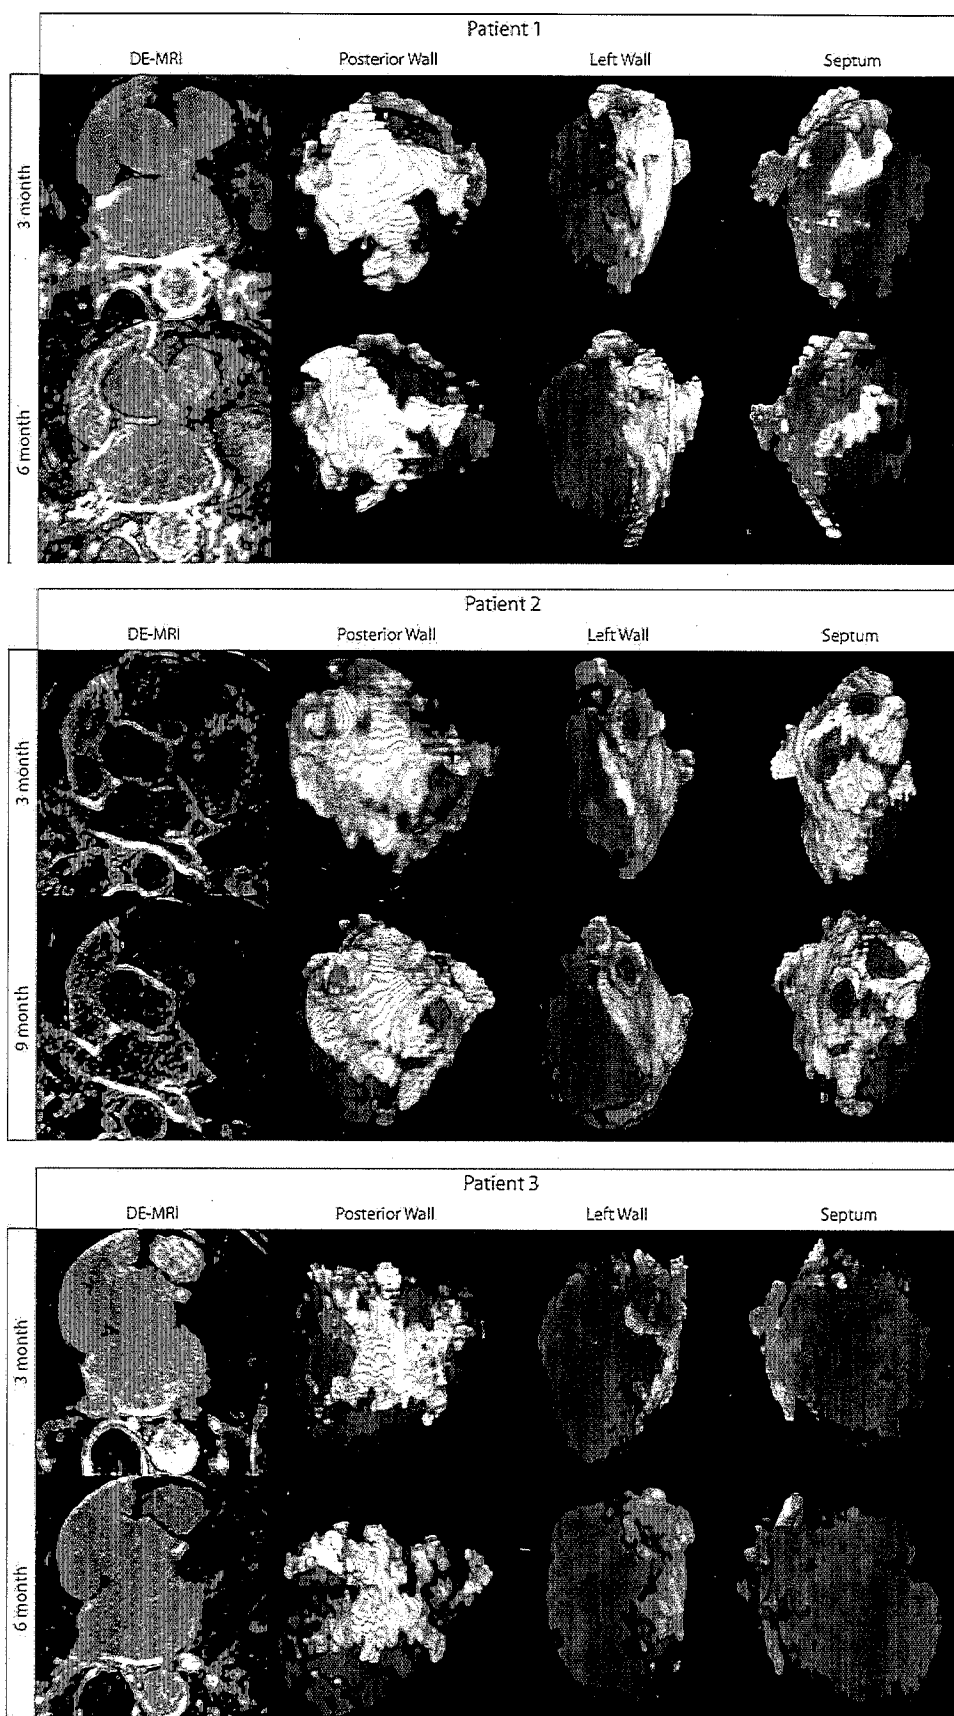 Patient 1
DE-MRI Posterior Wall Left Wall Septum
3 month
6 month
Patient 2
DE-MRI Posterior Wall Left Wall Septum
3 month
9 month
Patient 3
DE-MRI Posterior Wall Left Wall Septum
3 month
6 month